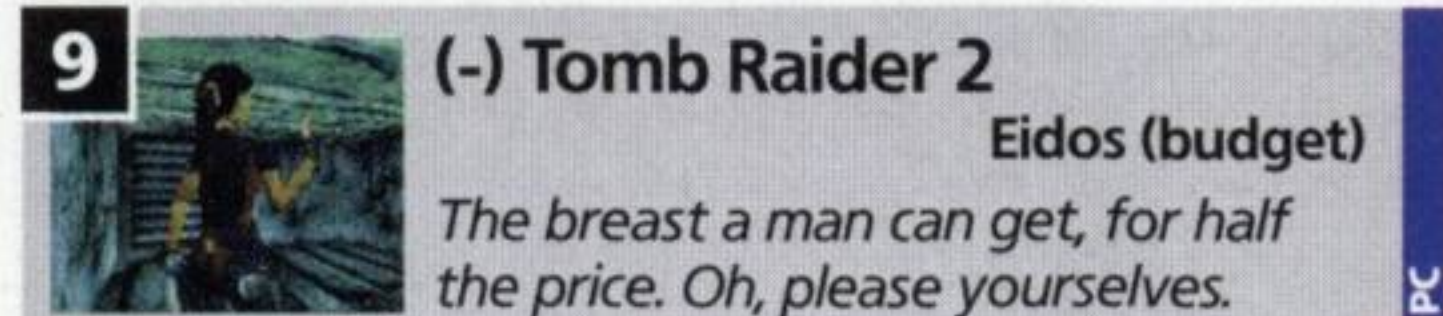 9
(-) Tomb Raider 2
Eidos (budget)
The breast a man can get, for half
the price. Oh, please yourselves.
PC